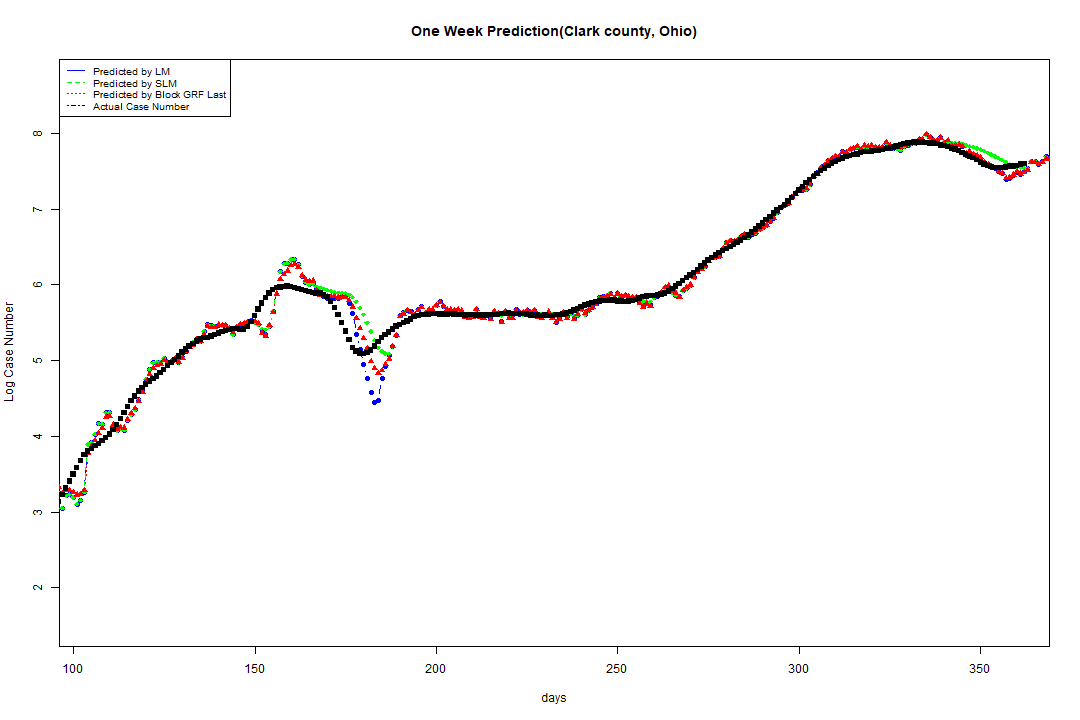 One Week Prediction(Clark county, Ohio)
Predicted by LM
Predicted by SLM
Predicted by Block GRF Last
Actual Case Number
8
7
6
5
4
3
2
Log Case Number
100 150 200 250 300 350
days